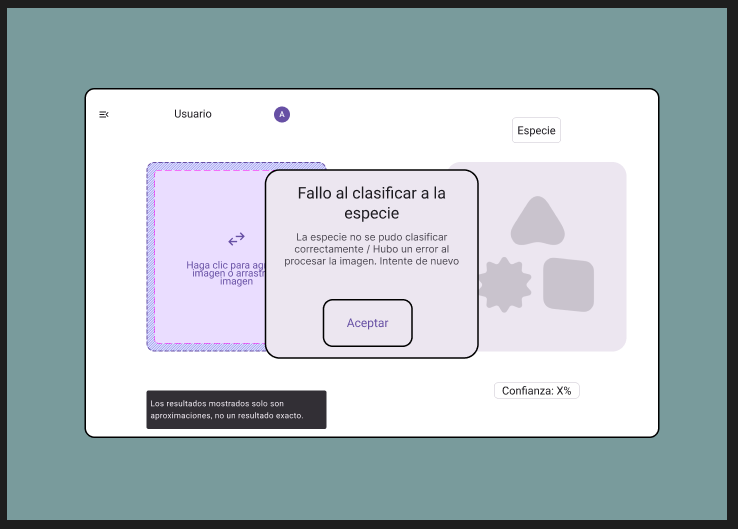 Usuario
A
Especie
Fallo al clasificar a la
especie
La especie no se pudo clasificar
correctamente / Hubo un error al
procesar la imagen. Intente de nuevo
Aceptar
Haga clic para
imagen o
imagen
Confianza: X%
Los resultados mostrados solo son
aproximaciones, no un resultado exacto.